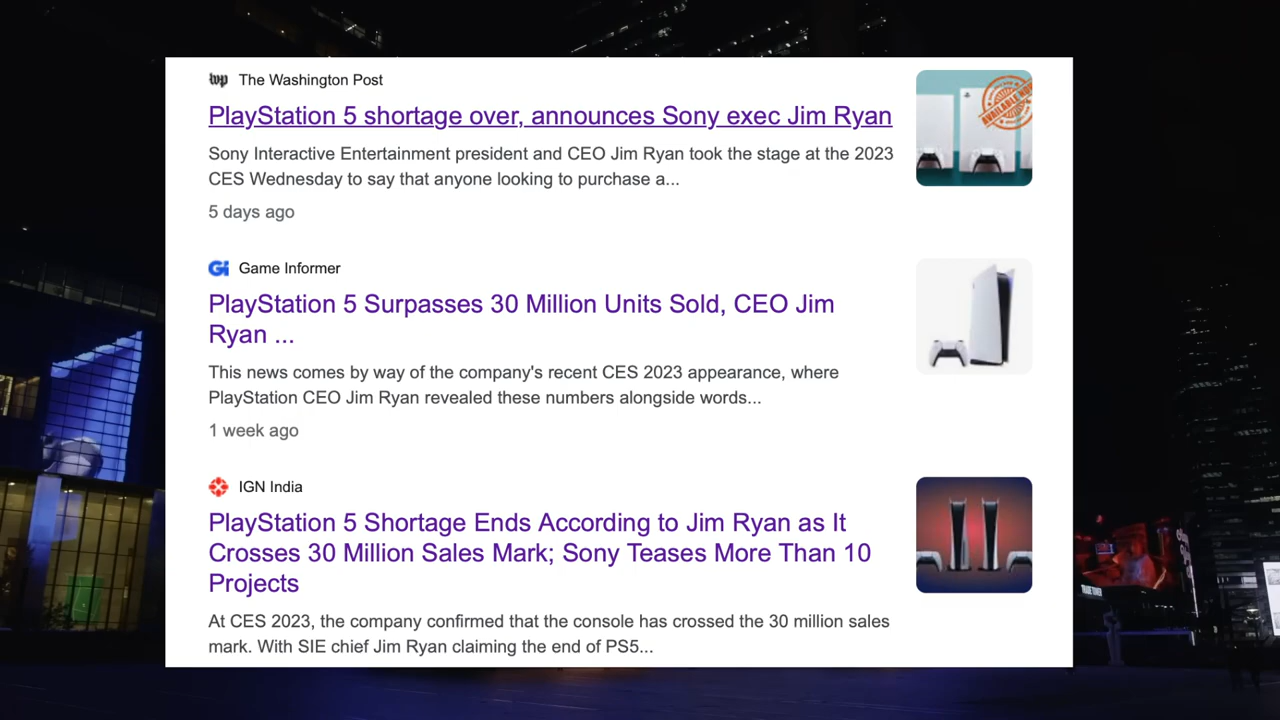 The Washington Post
PlayStation 5 shortage over, announces Sony exec Jim Ryan
Sony Interactive Entertainment president and CEO Jim Ryan took the stage at the 2023
CES Wednesday to say that anyone looking to purchase a...
5 days ago
Game Informer
PlayStation 5 Surpasses 30 Million Units Sold, CEO Jim
Ryan ...
This news comes by way of the company's recent CES 2023 appearance, where
PlayStation CEO Jim Ryan revealed these numbers alongside words...
1 week ago
IGN India
PlayStation 5 Shortage Ends According to Jim Ryan as It
Crosses 30 Million Sales Mark; Sony Teases More Than 10
Projects
At CES 2023, the company confirmed that the console has crossed the 30 million sales
mark. With SIE chief Jim Ryan claiming the end of PS5...